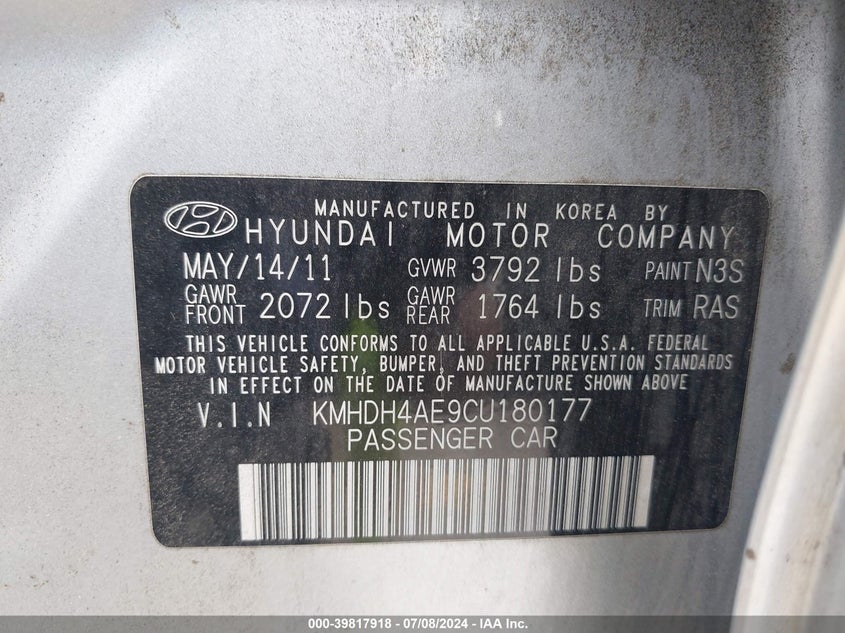 MANUFACTURED IN KOREA BY
HYUNDAI MOTOR COMPANY
MAY/14/11 GVWR 3792 lbs PAINT N3S
GAWR FRONT 2072 lbs GAWR REAR 1764 lbs TRIM RAS
THIS VEHICLE CONFORMS TO ALL APPLICABLE U.S.A. FEDERAL
MOTOR VEHICLE SAFETY, BUMPER, AND THEFT PREVENTION STANDARDS
IN EFFECT ON THE DATE OF MANUFACTURE SHOWN ABOVE
V.I.N KMHDH4AE9CU180177
PASSENGER CAR
000-39817918 - 07/08/2024 - IAA Inc.